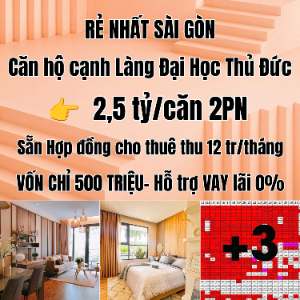 RẺ NHẤT SÀI GÒN
Căn hộ cạnh Làng Đại Học Thủ Đức
👉 2,5 tỷ/căn 2PN
Sẵn Hợp đồng cho thuê thu 12 tr/tháng
VỐN CHỈ 500 TRIỆU- Hỗ trợ VAY lãi 0%
+3